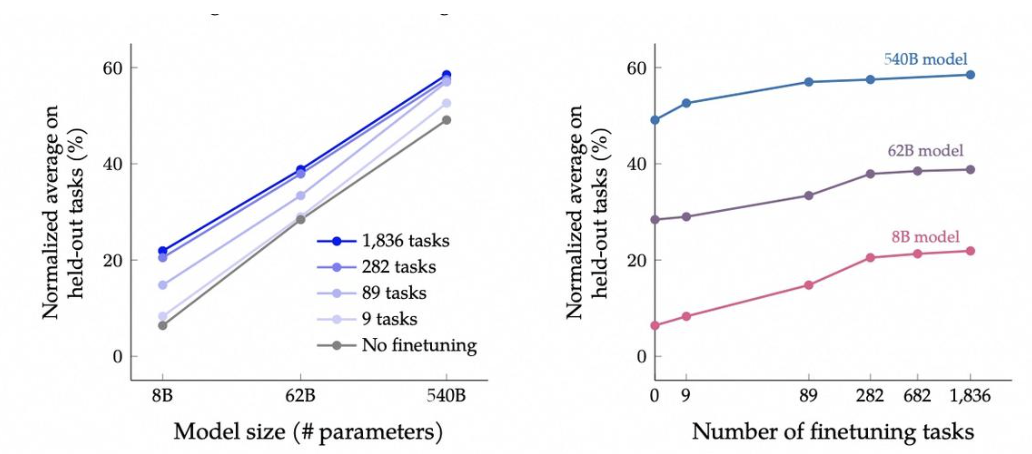 Normalized average on
held-out tasks (%)
60
40
20
0
1,836 tasks
282 tasks
89 tasks
9 tasks
No finetuning
8B
62B
540B
Model size (# parameters)
Normalized average on
held-out tasks (%)
60
40
20
0
540B model
62B model
8B model
0 9 89 282 682 1,836
Number of finetuning tasks